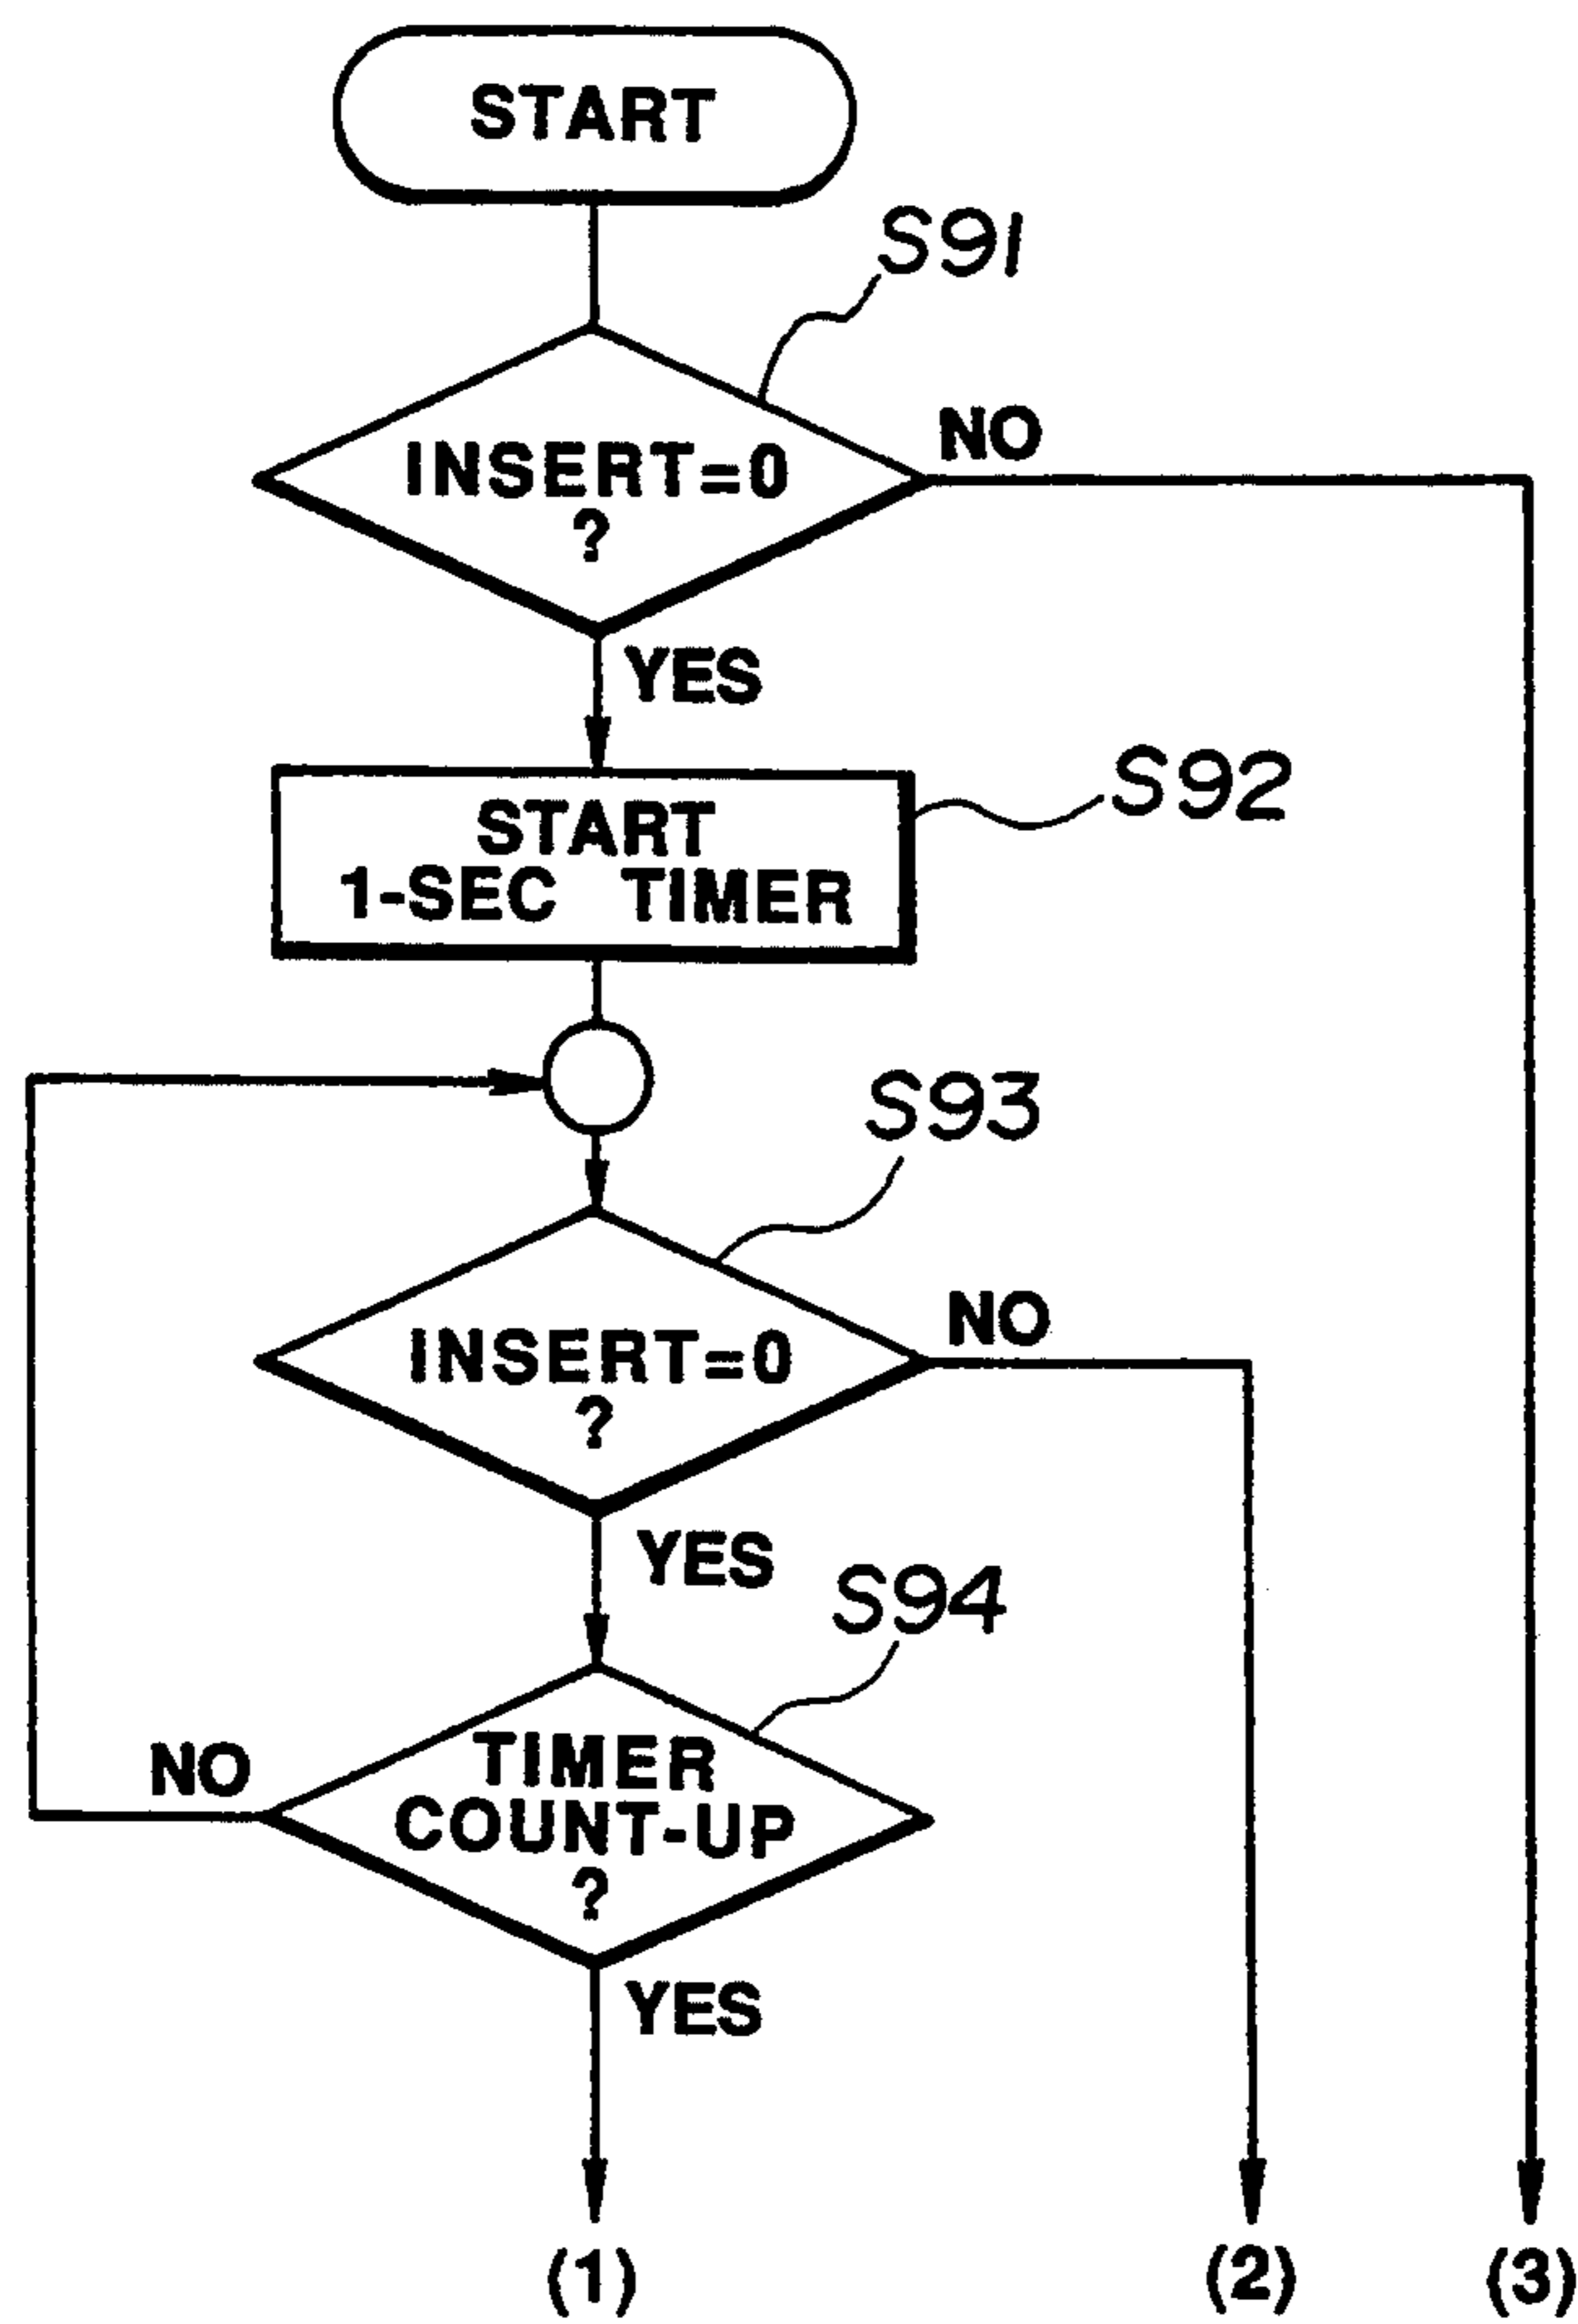 START
S91
INSERT=0
?
NO
YES
START
1-SEC TIMER
S92
S93
INSERT=0
?
NO
YES
S94
TIMER
COUNT-UP
?
NO
YES
(1)
(2)
(3)